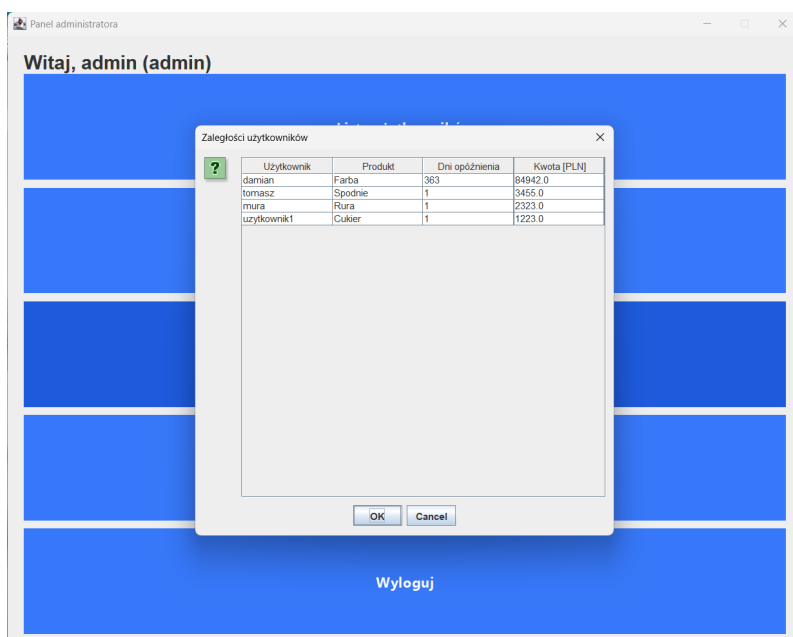 Panel administratora
Witaj, admin (admin)
Zaległości użytkowników
?
Użytkownik Produkt Dni opóźnienia Kwota [PLN]
damian Farba 363 84942.0
tomasz Spodnie 1 3455.0
mura Rura 1 2323.0
uzytkownik1 Cukier 1 1223.0
OK Cancel
Wyloguj